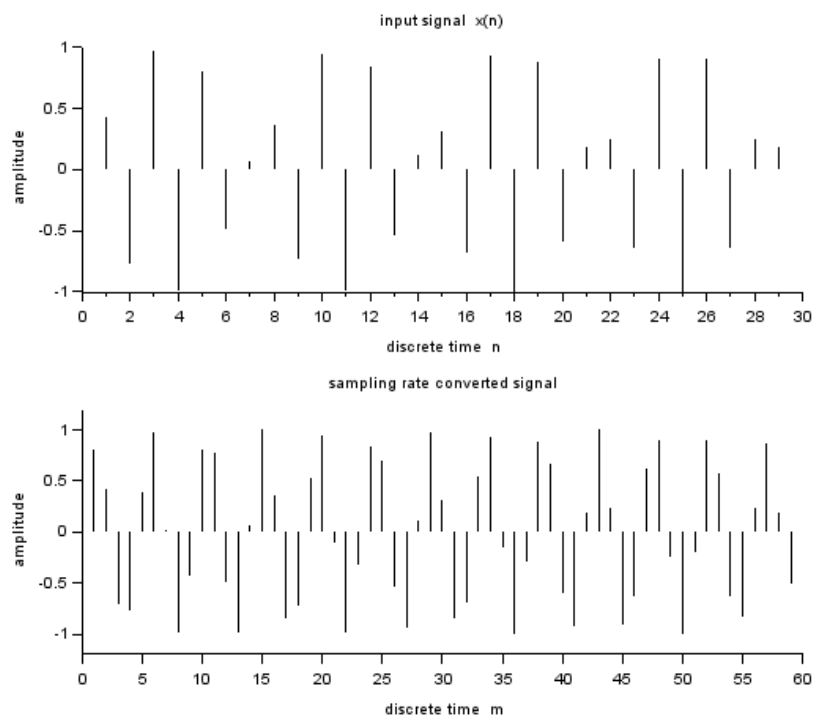 input signal x(n)
1
0.5
0
-0.5
-1
amplitude
0 2 4 6 8 10 12 14 16 18 20 22 24 26 28 30
discrete time n
sampling rate converted signal
1
0.5
0
-0.5
-1
amplitude
0 5 10 15 20 25 30 35 40 45 50 55 60
discrete time m